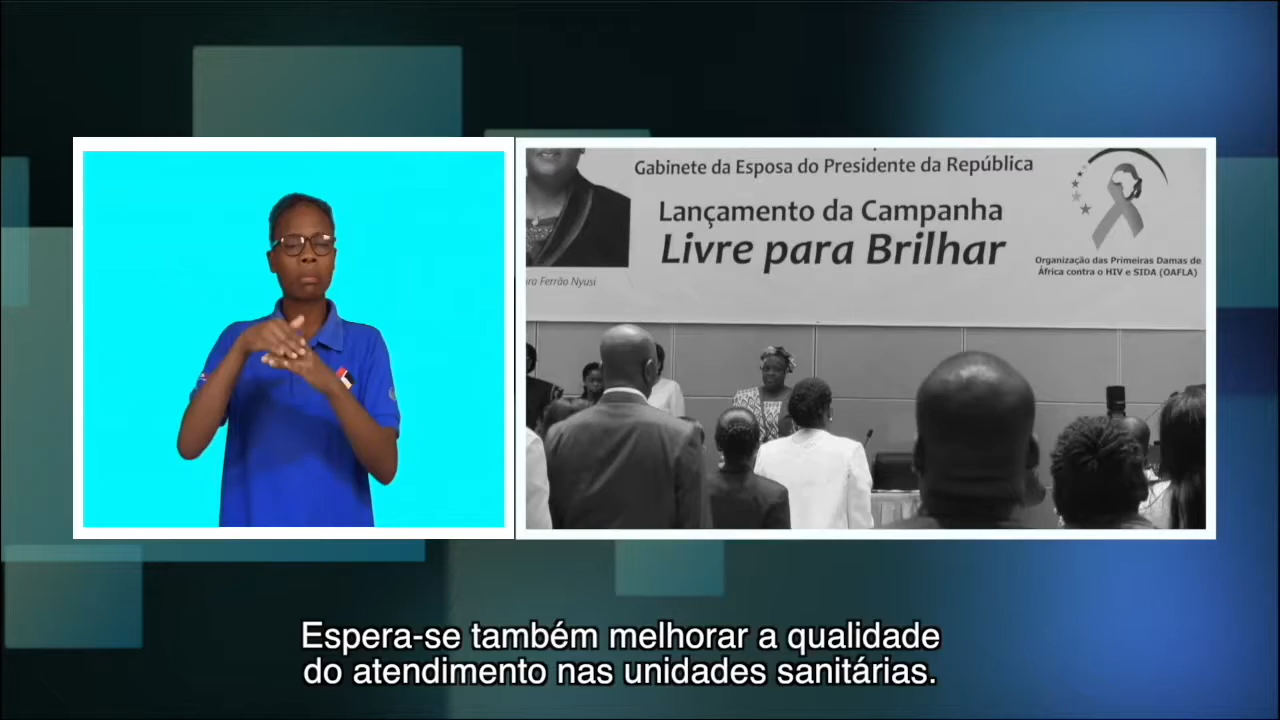 Gabinete da Esposa do Presidente da República
Lançamento da Campanha
Livre para Brilhar
Organização das Primeiras Damas de
África contra o HIV e SIDA (OAFLA)
Ferrão Nyusi
Espera-se também melhorar a qualidade
do atendimento nas unidades sanitárias.